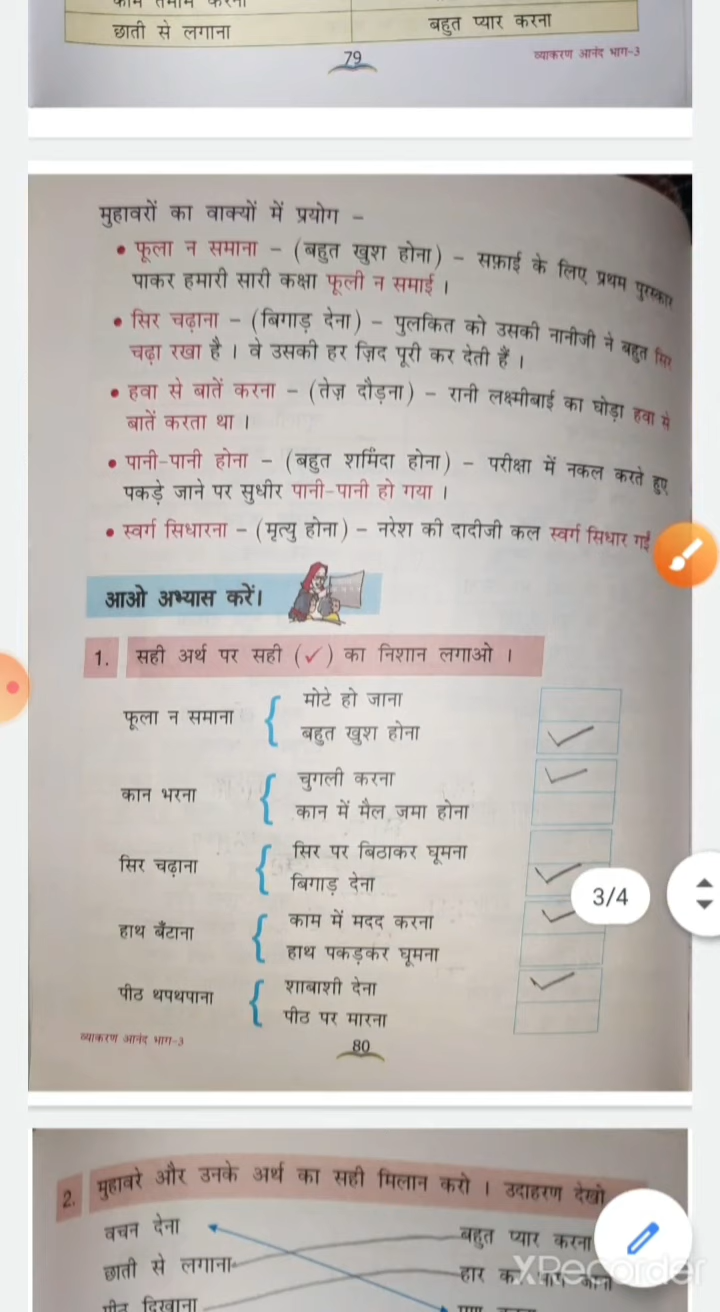 काम तमाम करना
छाती से लगाना बहुत प्यार करना
79 व्याकरण आनंद भाग-3
मुहावरों का वाक्यों में प्रयोग –
• फूला न समाना – (बहुत खुश होना) – सफ़ाई के लिए प्रथम पुरस्कार
पाकर हमारी सारी कक्षा फूली न समाई ।
• सिर चढ़ाना – (बिगाड़ देना) – पुलकित को उसकी नानीजी ने बहुत सिर
चढ़ा रखा है । वे उसकी हर ज़िद पूरी कर देती हैं ।
• हवा से बातें करना – (तेज़ दौड़ना) – रानी लक्ष्मीबाई का घोड़ा हवा से
बातें करता था ।
• पानी-पानी होना – (बहुत शर्मिंदा होना) – परीक्षा में नकल करते हुए
पकड़े जाने पर सुधीर पानी-पानी हो गया ।
• स्वर्ग सिधारना – (मृत्यु होना) – नरेश की दादीजी कल स्वर्ग सिधार गईं
आओ अभ्यास करें।
1. सही अर्थ पर सही (✓) का निशान लगाओ ।
फूला न समाना { मोटे हो जाना
बहुत खुश होना ✓
कान भरना { चुगली करना ✓
कान में मैल जमा होना
सिर चढ़ाना { सिर पर बिठाकर घूमना
बिगाड़ देना ✓
3/4
हाथ बँटाना { काम में मदद करना ✓
हाथ पकड़कर घूमना
पीठ थपथपाना { शाबाशी देना ✓
पीठ पर मारना
व्याकरण आनंद भाग-3 80
2. मुहावरे और उनके अर्थ का सही मिलान करो । उदाहरण देखो
वचन देना बहुत प्यार करना
छाती से लगाना हार
दिखाना
XRecorder